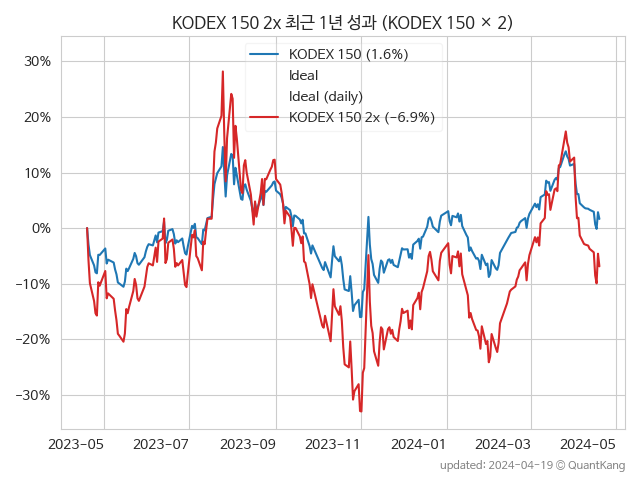 KODEX 150 2x 최근 1년 성과 (KODEX 150 × 2)
KODEX 150 (1.6%)
Ideal
Ideal (daily)
KODEX 150 2x (−6.9%)
30%
20%
10%
0%
−10%
−20%
−30%
2023−05 2023−07 2023−09 2023−11 2024−01 2024−03 2024−05
updated: 2024-04-19 © QuantKang